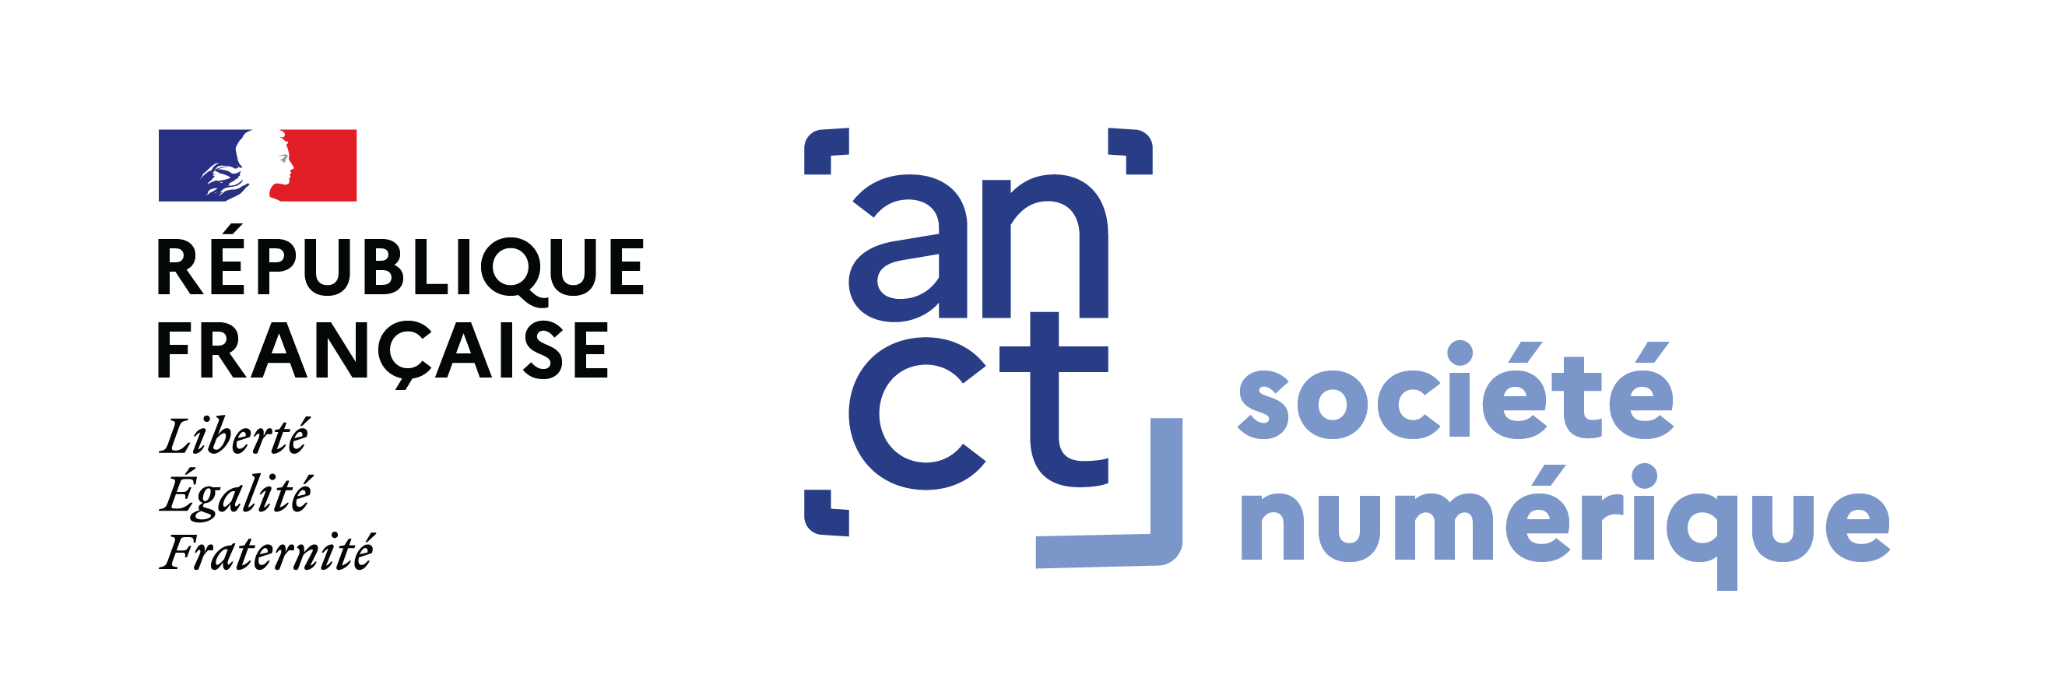 RÉPUBLIQUE
FRANÇAISE
Liberté
Égalité
Fraternité
an
ct
société
numérique